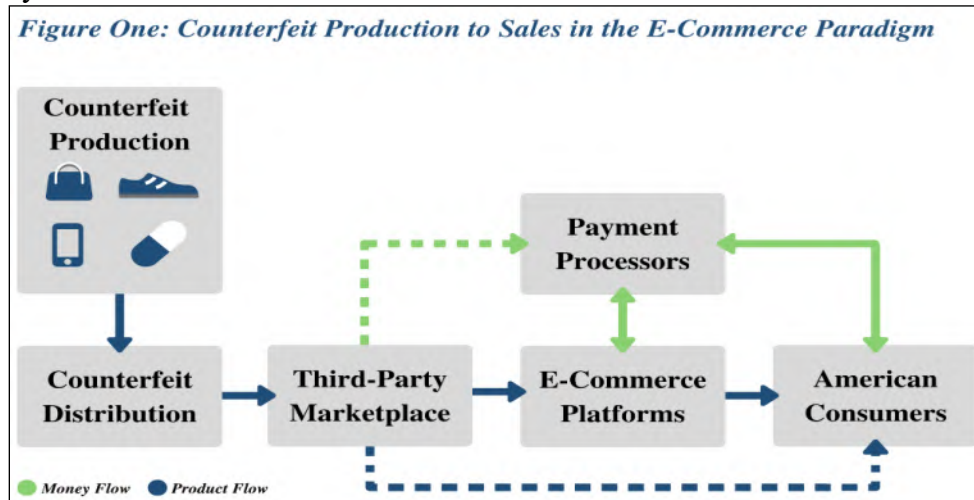 Figure One: Counterfeit Production to Sales in the E-Commerce Paradigm
Counterfeit
Production
Payment
Processors
Counterfeit
Distribution
Third-Party
Marketplace
E-Commerce
Platforms
American
Consumers
Money Flow
Product Flow